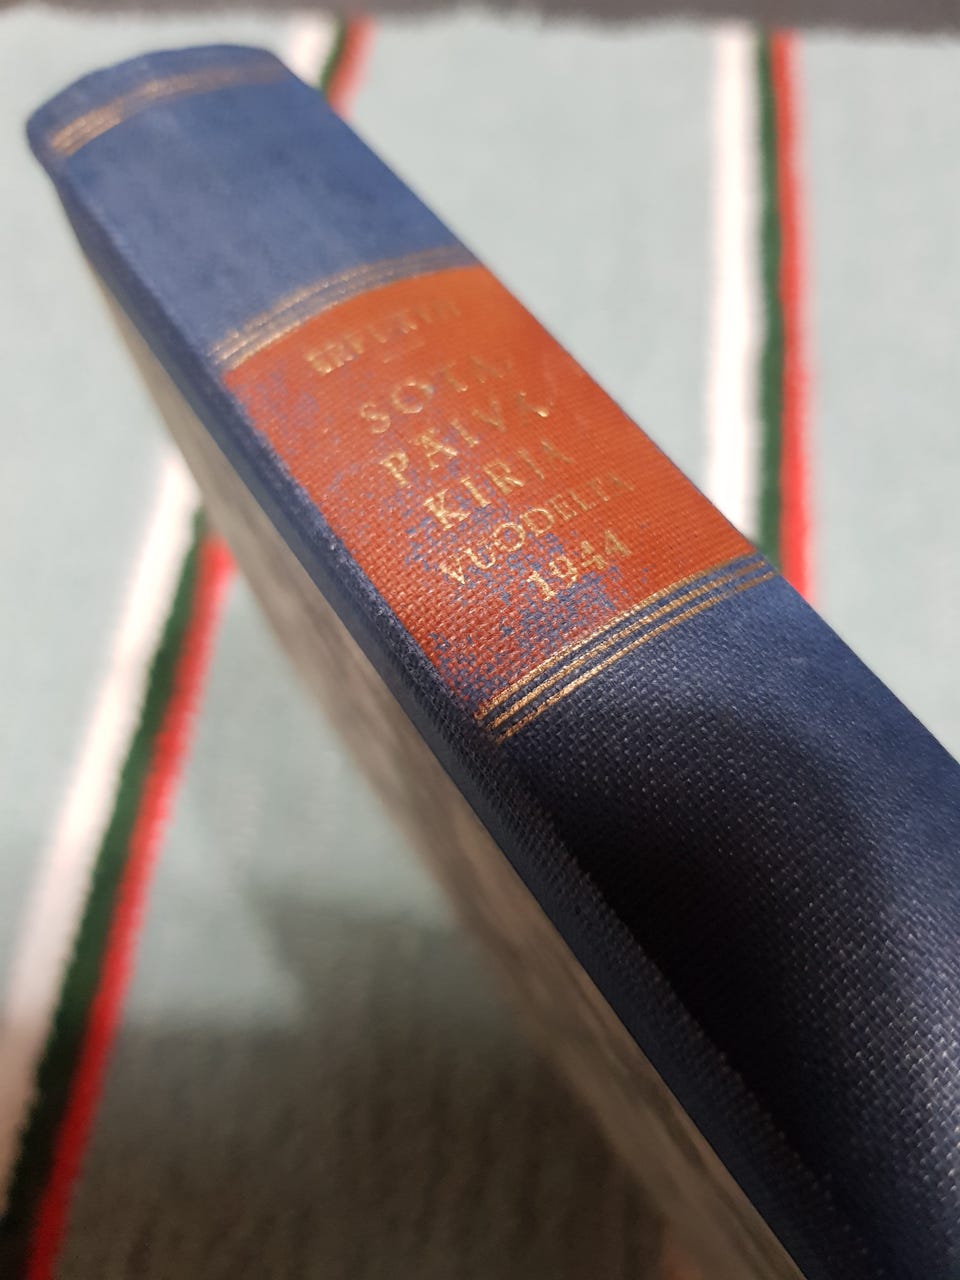 ERFURTH
SOTA-
PÄIVÄ
KIRJA
VUODELTA
1944